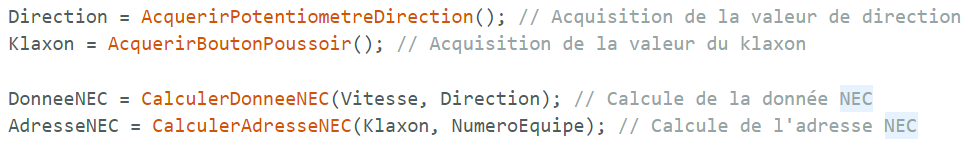 Direction = AcquerirPotentiometreDirection(); // Acquisition de la valeur de direction
Klaxon = AcquerirBoutonPoussoir(); // Acquisition de la valeur du klaxon
DonneeNEC = CalculerDonneeNEC(Vitesse, Direction); // Calcule de la donnée NEC
AdresseNEC = CalculerAdresseNEC(Klaxon, NumeroEquipe); // Calcule de l'adresse NEC